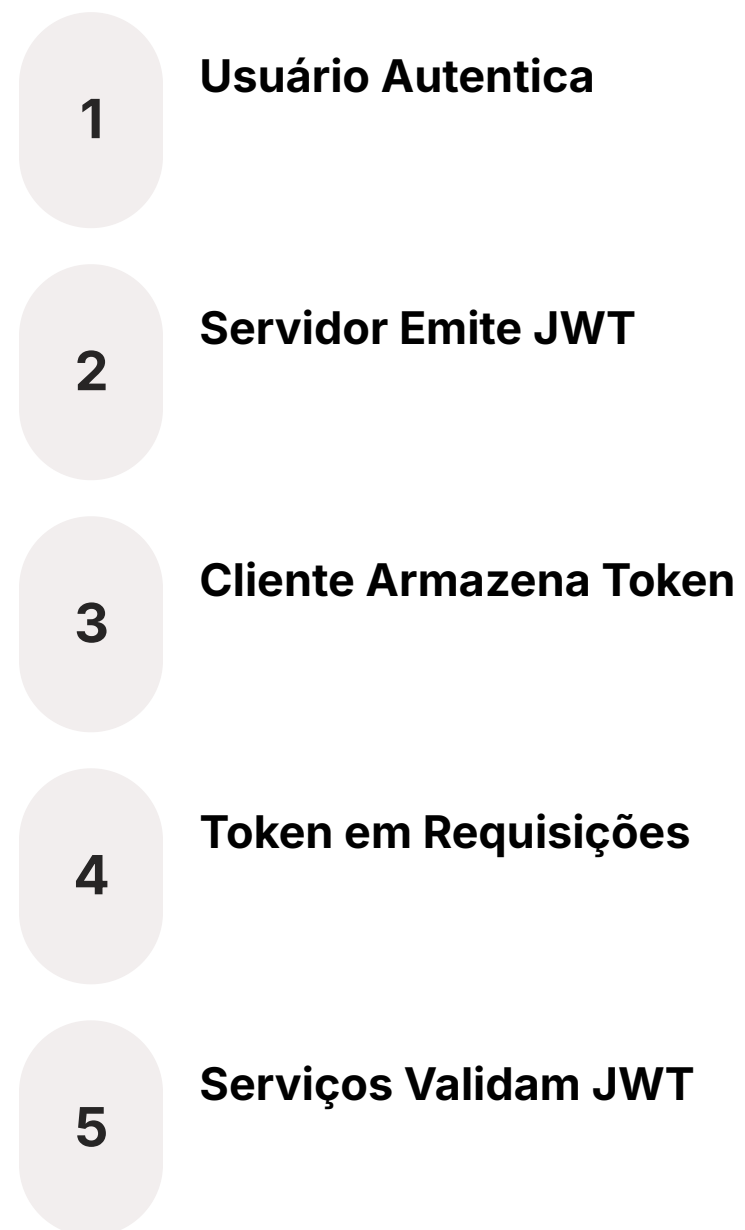 1
Usuário Autentica
2
Servidor Emite JWT
3
Cliente Armazena Token
4
Token em Requisições
5
Serviços Validam JWT